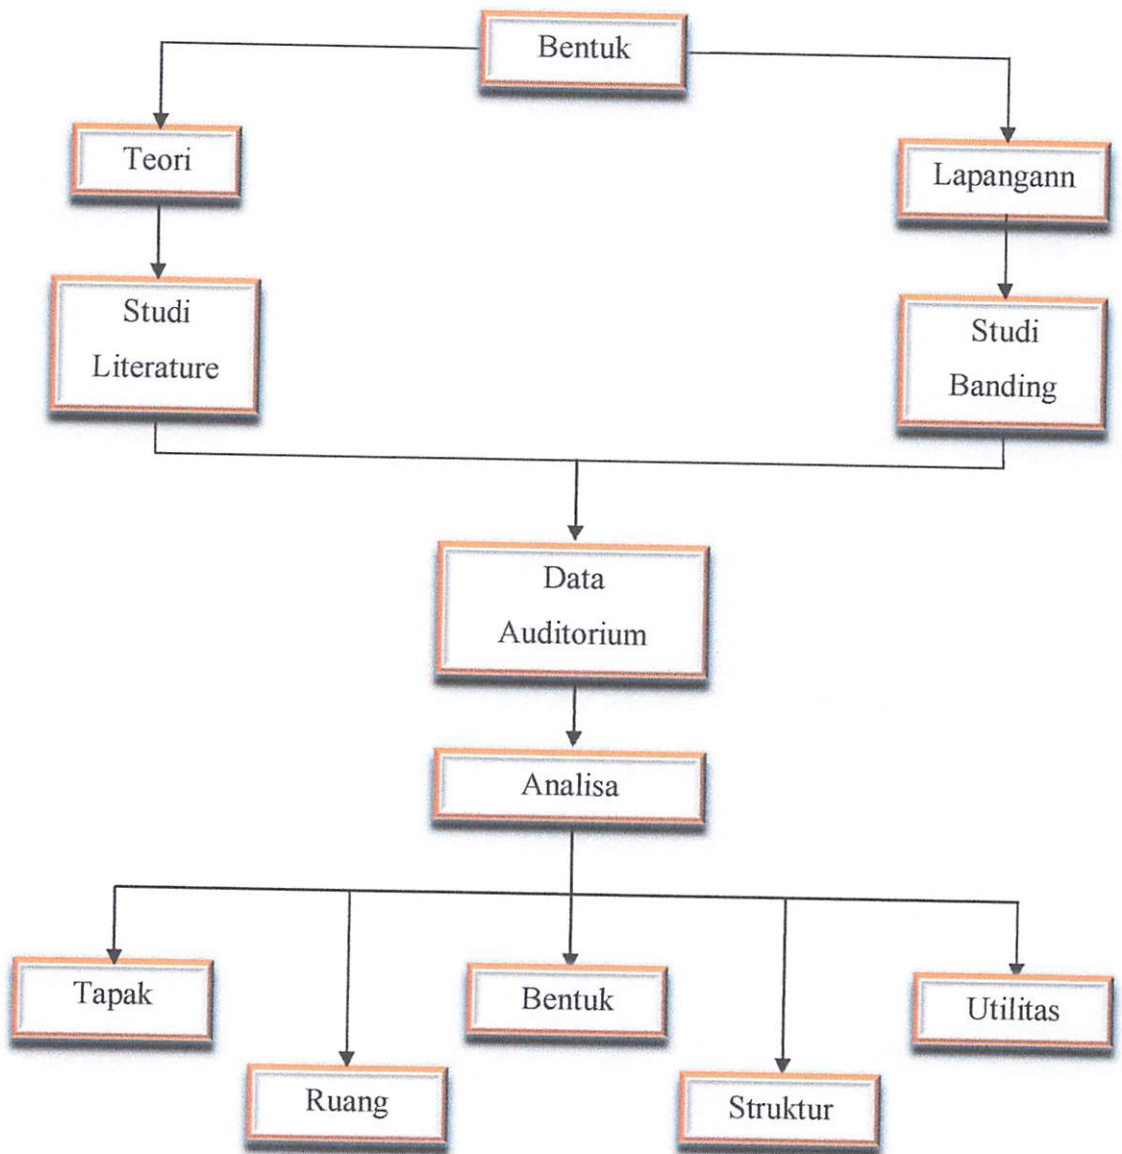 Bentuk
Teori
Lapangann
Studi
Literature
Studi
Banding
Data
Auditorium
Analisa
Tapak
Bentuk
Utilitas
Ruang
Struktur